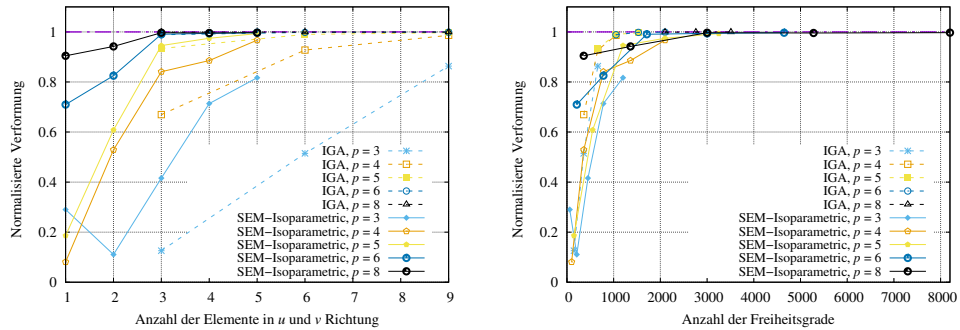 1
0.8
0.6
0.4
0.2
0
Normalisierte Verformung
IGA, p = 3
IGA, p = 4
IGA, p = 5
IGA, p = 6
IGA, p = 8
SEM−Isoparametric, p = 3
SEM−Isoparametric, p = 4
SEM−Isoparametric, p = 5
SEM−Isoparametric, p = 6
SEM−Isoparametric, p = 8
1 2 3 4 5 6 7 8 9
Anzahl der Elemente in u und v Richtung
1
0.8
0.6
0.4
0.2
0
Normalisierte Verformung
IGA, p = 3
IGA, p = 4
IGA, p = 5
IGA, p = 6
IGA, p = 8
SEM−Isoparametric, p = 3
SEM−Isoparametric, p = 4
SEM−Isoparametric, p = 5
SEM−Isoparametric, p = 6
SEM−Isoparametric, p = 8
0 1000 2000 3000 4000 5000 6000 7000 8000
Anzahl der Freiheitsgrade